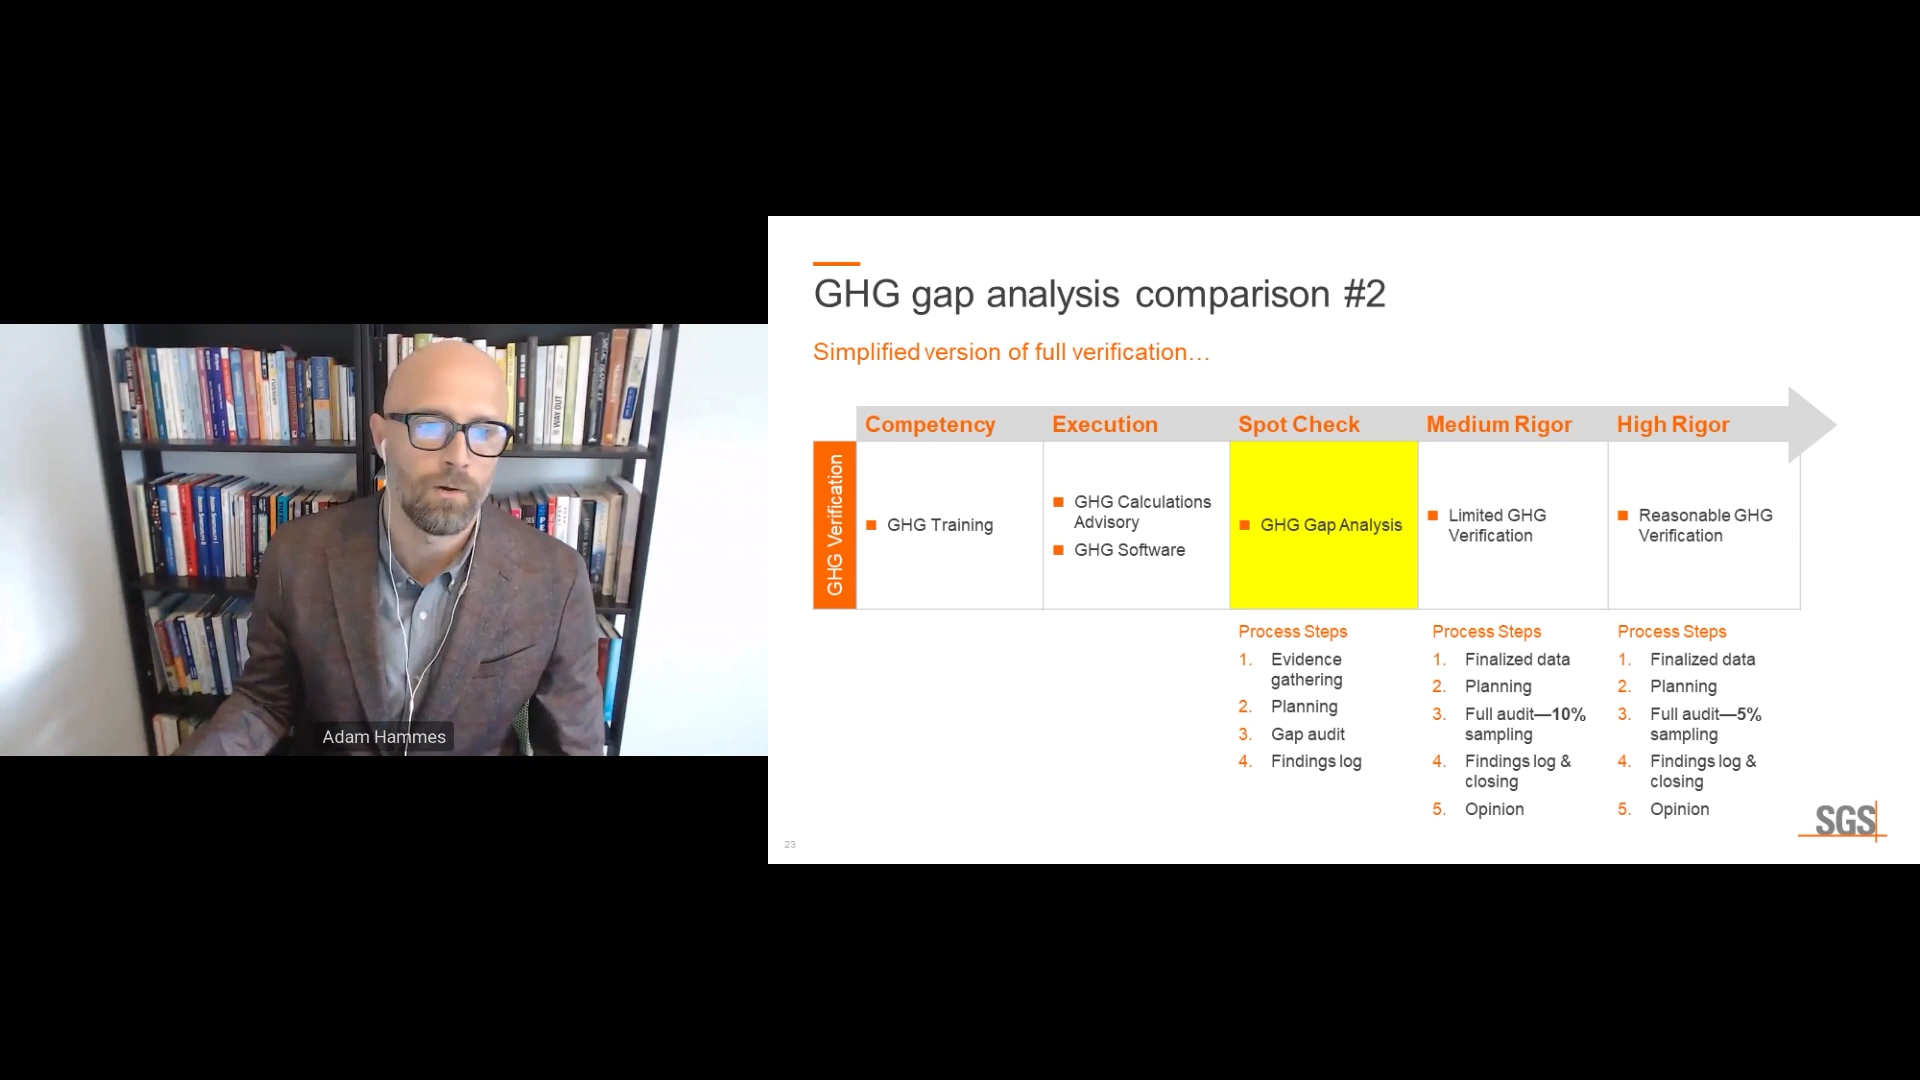 WAY OUT
Adam Hammes
GHG gap analysis comparison #2
Simplified version of full verification…
Competency
Execution
Spot Check
Medium Rigor
High Rigor
GHG Verification
GHG Training
GHG Calculations
Advisory
GHG Software
GHG Gap Analysis
Limited GHG
Verification
Reasonable GHG
Verification
Process Steps
1. Evidence
gathering
2. Planning
3. Gap audit
4. Findings log
Process Steps
1. Finalized data
2. Planning
3. Full audit—10%
sampling
4. Findings log &
closing
5. Opinion
Process Steps
1. Finalized data
2. Planning
3. Full audit—5%
sampling
4. Findings log &
closing
5. Opinion
23
SGS